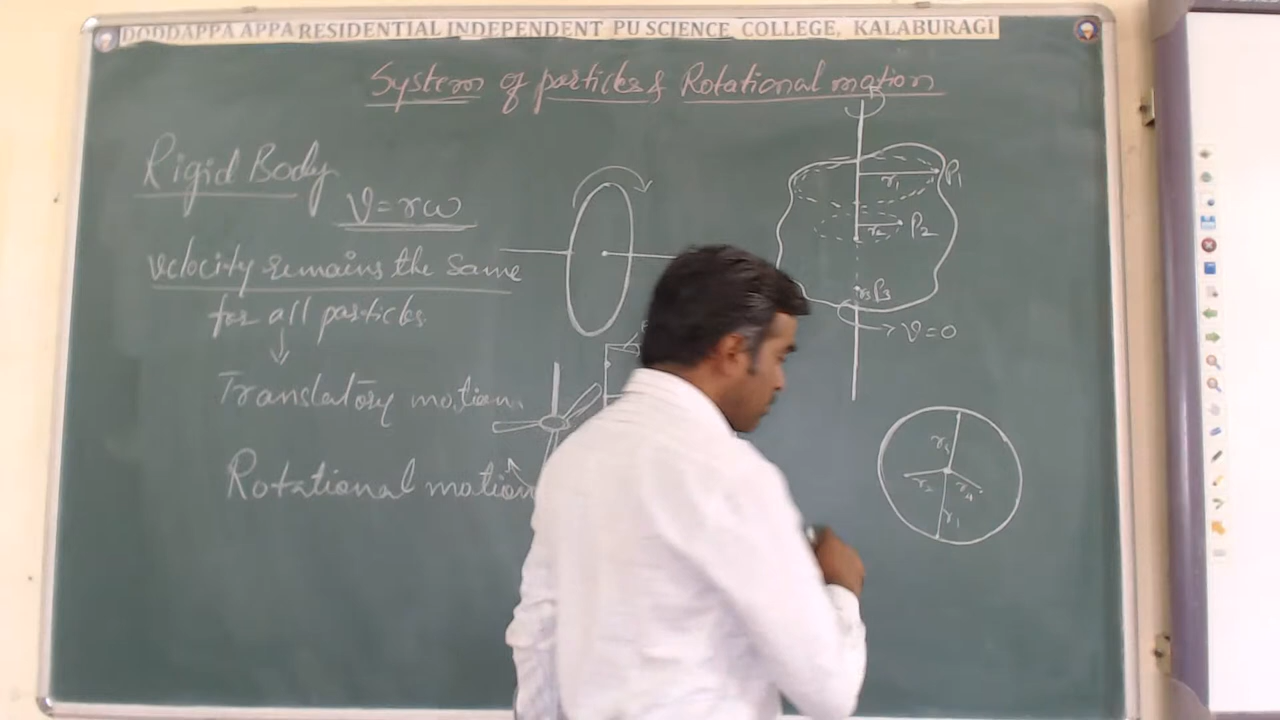 DODDAPPA APPA RESIDENTIAL INDEPENDENT PU SCIENCE COLLEGE, KALABURAGI
System of particles & Rotational motion
Rigid Body
V = rω
velocity remains the same
for all particles
Translatory motion
Rotational motion
r₁ P₁
r₂ P₂
r₃ P₃
V = 0
r₂ r₄
r₁